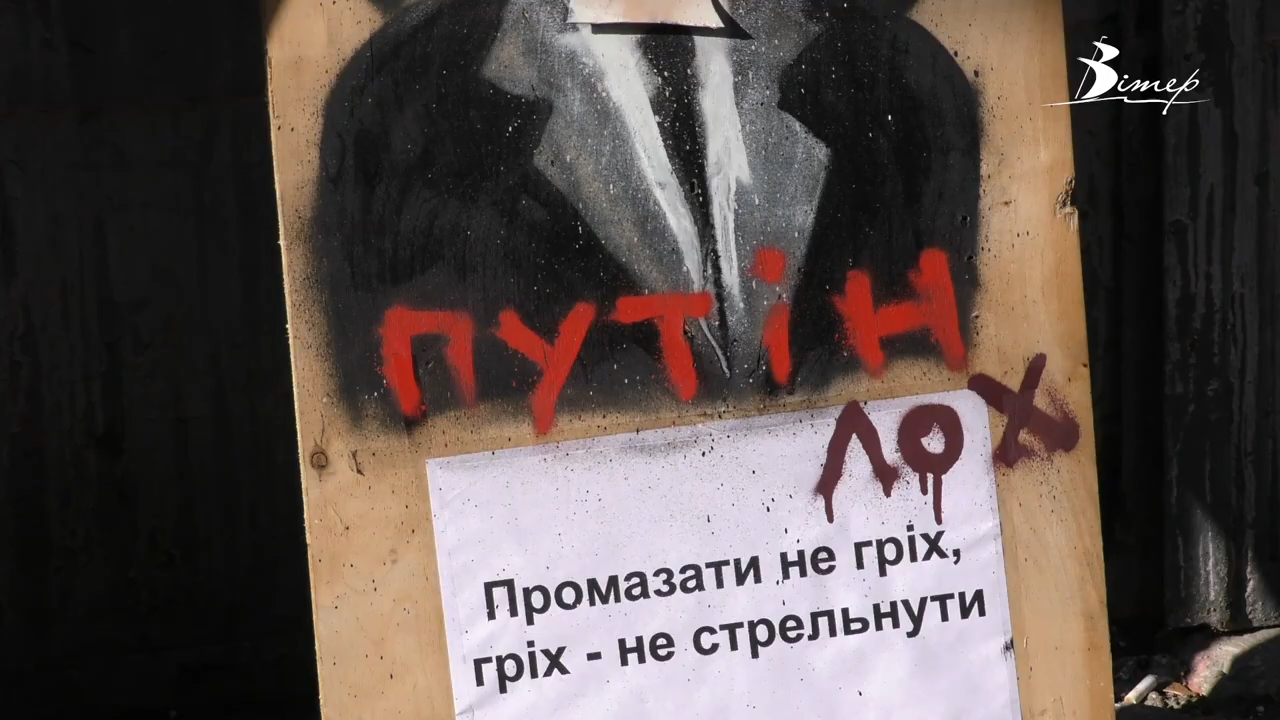 Вітер
ПУТІН
ЛОХ
Промазати не гріх,
гріх - не стрельнути